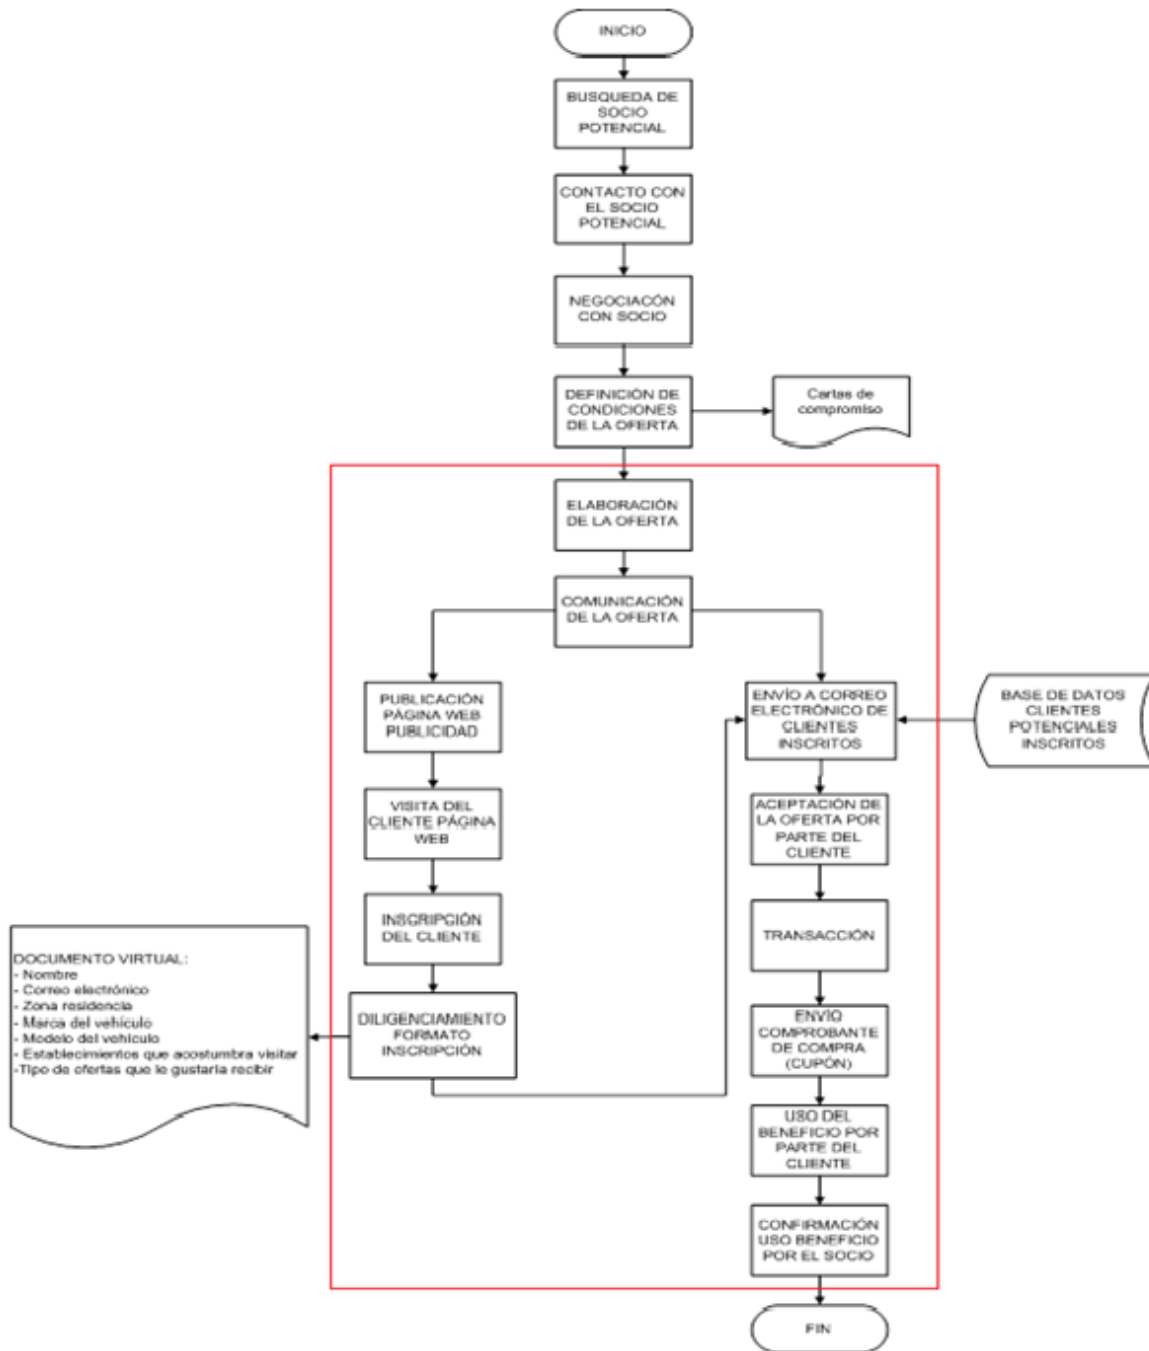 INICIO
BUSQUEDA DE
SOCIO
POTENCIAL
CONTACTO CON
EL SOCIO
POTENCIAL
NEGOCIACÓN
CON SOCIO
DEFINICIÓN DE
CONDICIONES
DE LA OFERTA
Cartas de
compromiso
ELABORACIÓN
DE LA OFERTA
COMUNICACIÓN
DE LA OFERTA
PUBLICACIÓN
PÁGINA WEB
PUBLICIDAD
VISITA DEL
CLIENTE PÁGINA
WEB
INSCRIPCIÓN
DEL CLIENTE
DILIGENCIAMIENTO
FORMATO
INSCRIPCIÓN
DOCUMENTO VIRTUAL:
- Nombre
- Correo electrónico
- Zona residencia
- Marca del vehículo
- Modelo del vehículo
- Establecimientos que acostumbra visitar
-Tipo de ofertas que le gustaría recibir
ENVÍO A CORREO
ELECTRÓNICO DE
CLIENTES
INSCRITOS
BASE DE DATOS
CLIENTES
POTENCIALES
INSCRITOS
ACEPTACIÓN DE
LA OFERTA POR
PARTE DEL
CLIENTE
TRANSACCIÓN
ENVÍO
COMPROBANTE
DE COMPRA
(CUPÓN)
USO DEL
BENEFICIO POR
PARTE DEL
CLIENTE
CONFIRMACIÓN
USO BENEFICIO
POR EL SOCIO
FIN